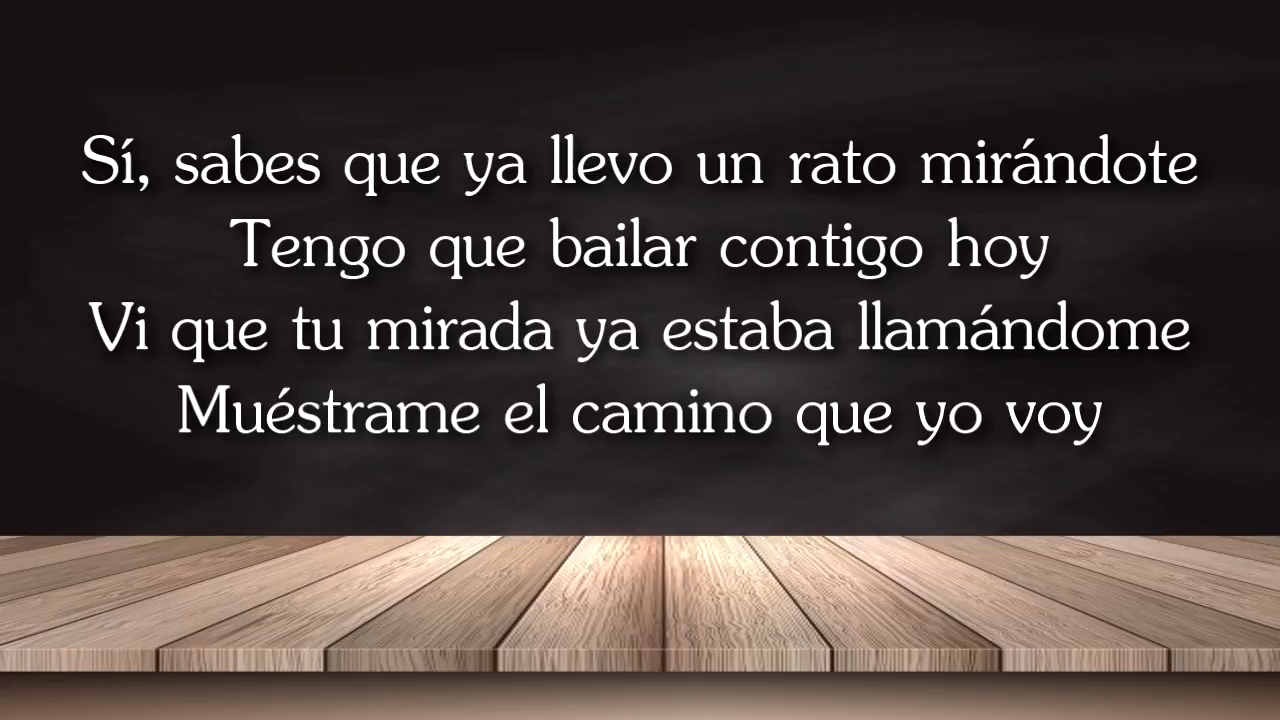 Sí, sabes que ya llevo un rato mirándote
Tengo que bailar contigo hoy
Vi que tu mirada ya estaba llamándome
Muéstrame el camino que yo voy